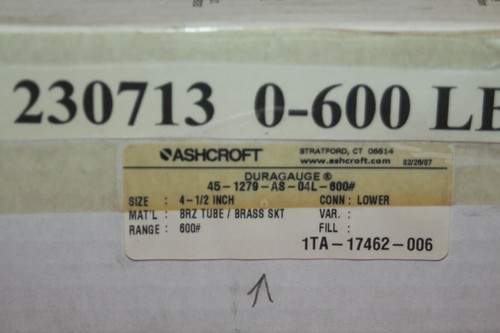 230713 0-600 LB
ASHCROFT STRATFORD, CT 06614
www.ashcroft.com 02/28/07
DURAGAUGE®
45-1279-AS-04L-600#
SIZE : 4-1/2 INCH CONN : LOWER
MAT'L : BRZ TUBE / BRASS SKT VAR. :
RANGE : 600# FILL :
1TA-17462-006